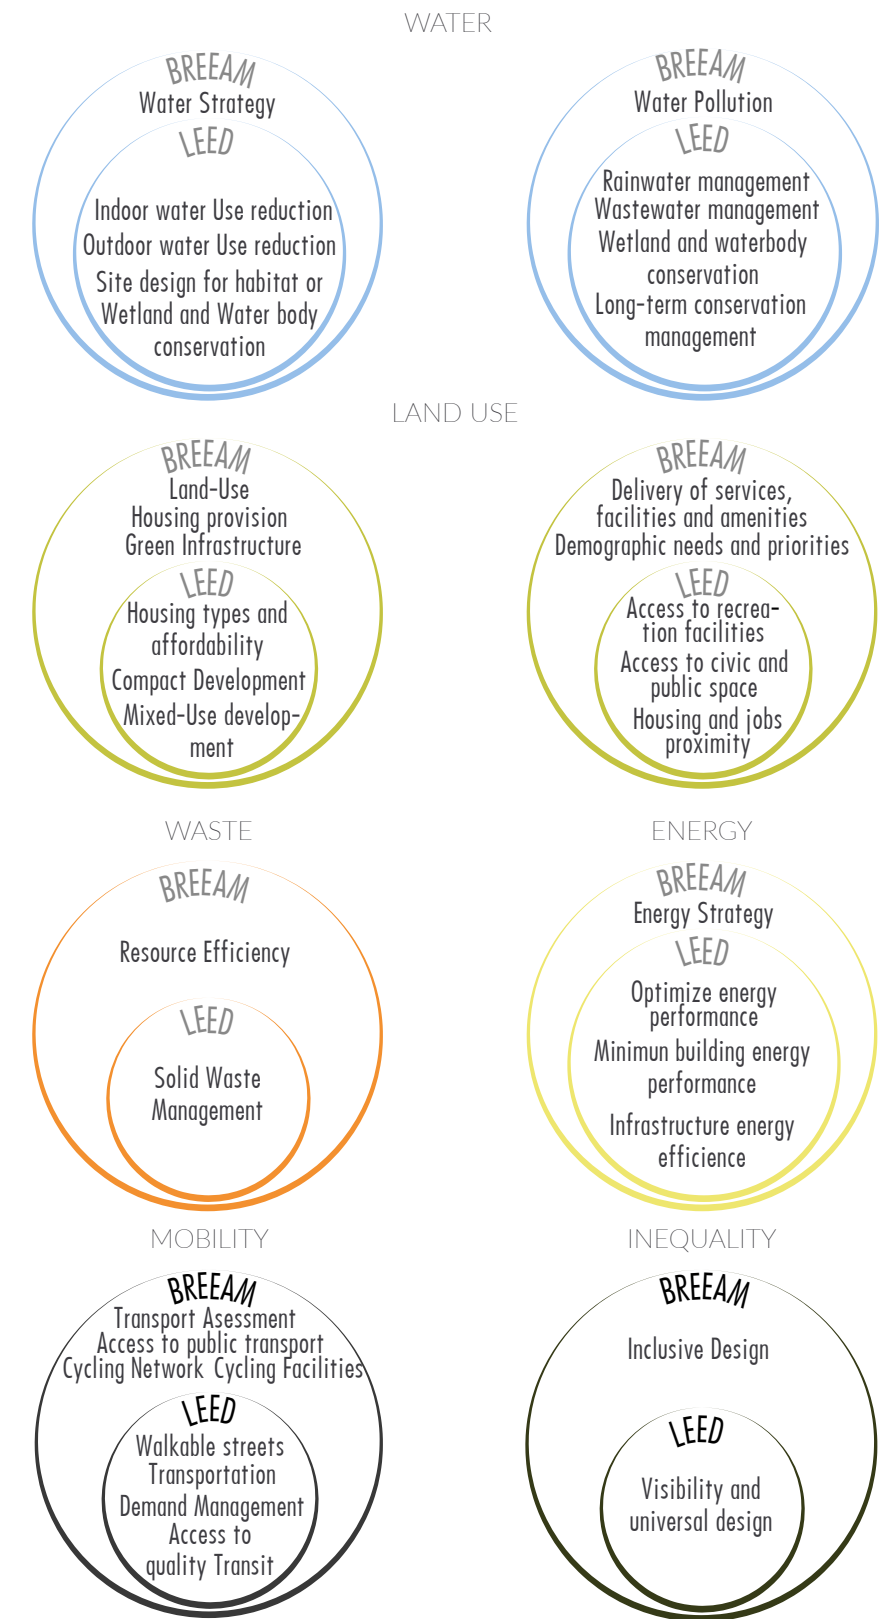 WATER
BREEAM
Water Strategy
LEED
Indoor water Use reduction
Outdoor water Use reduction
Site design for habitat or
Wetland and Water body
conservation
BREEAM
Water Pollution
LEED
Rainwater management
Wastewater management
Wetland and waterbody
conservation
Long-term conservation
management
LAND USE
BREEAM
Land-Use
Housing provision
Green Infrastructure
LEED
Housing types and
affordability
Compact Development
Mixed-Use develop-
ment
BREEAM
Delivery of services,
facilities and amenities
Demographic needs and priorities
LEED
Access to recrea-
tion facilities
Access to civic and
public space
Housing and jobs
proximity
WASTE
BREEAM
Resource Efficiency
LEED
Solid Waste
Management
ENERGY
BREEAM
Energy Strategy
LEED
Optimize energy
performance
Minimun building energy
performance
Infrastructure energy
efficience
MOBILITY
BREEAM
Transport Asessment
Access to public transport
Cycling Network Cycling Facilities
LEED
Walkable streets
Transportation
Demand Management
Access to
quality Transit
INEQUALITY
BREEAM
Inclusive Design
LEED
Visibility and
universal design